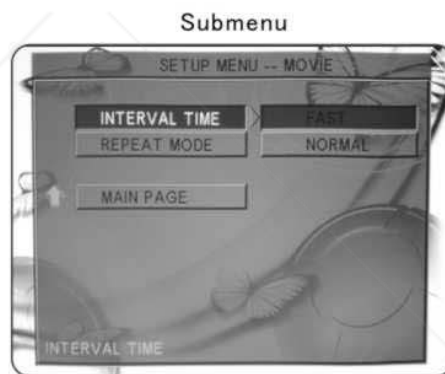 Submenu
SETUP MENU -- MOVIE
INTERVAL TIME FAST
REPEAT MODE NORMAL
MAIN PAGE
INTERVAL TIME